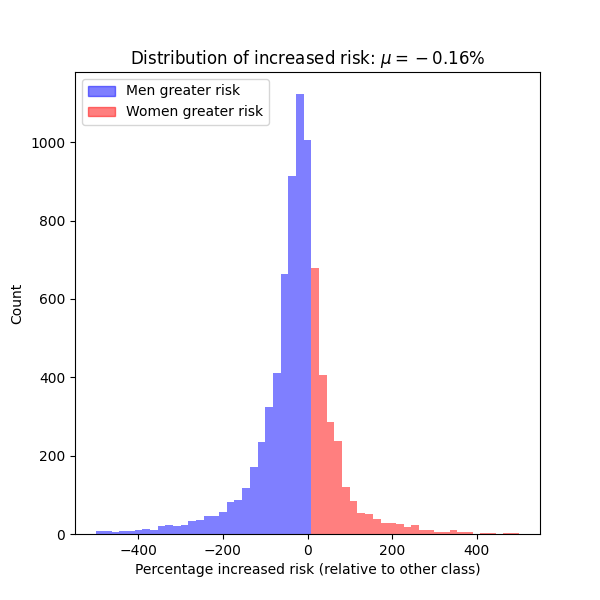 Distribution of increased risk: μ = − 0.16%
Men greater risk
Women greater risk
1000
800
600
400
200
0
Count
−400 −200 0 200 400
Percentage increased risk (relative to other class)